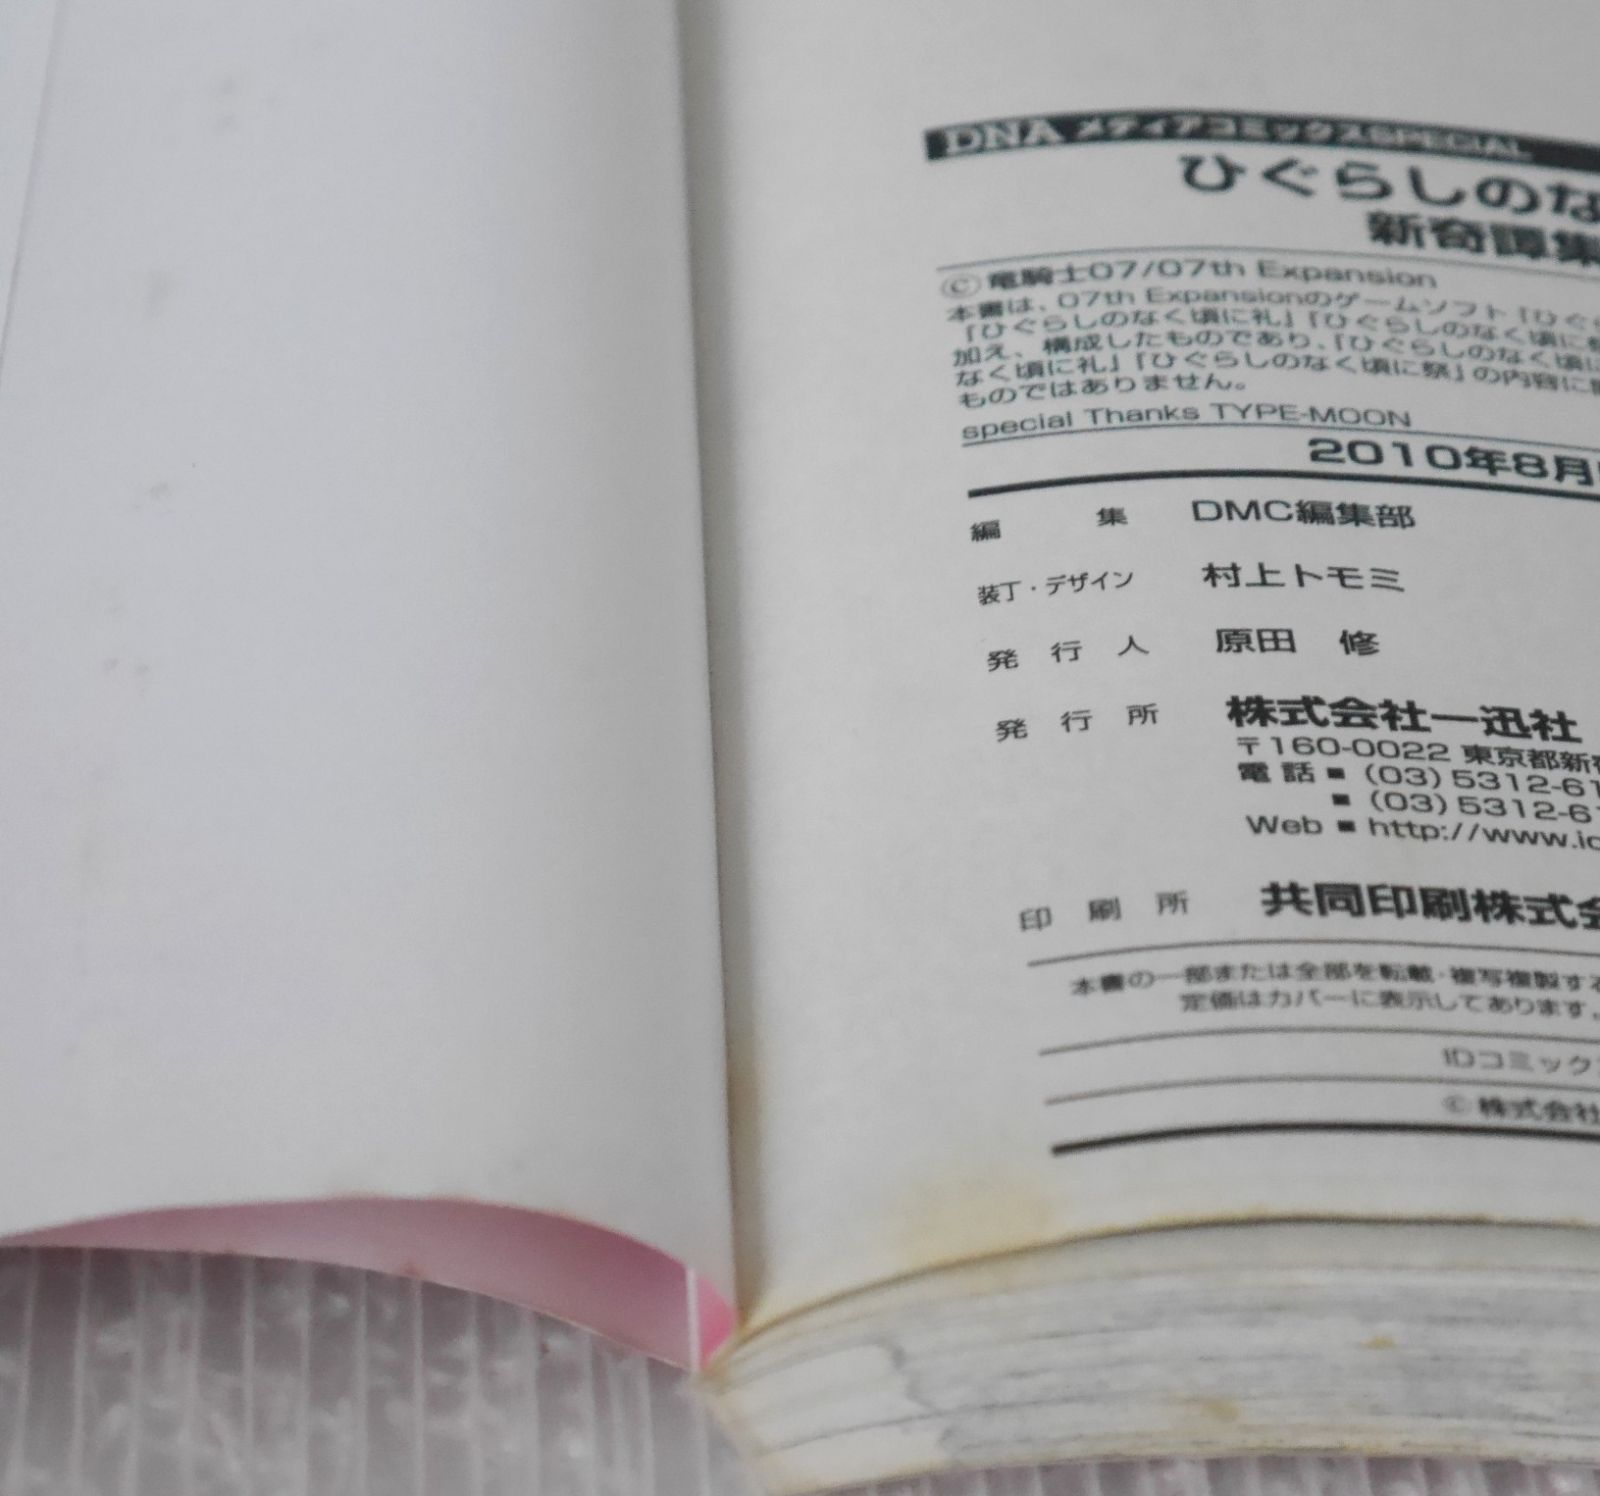 DNA メディアコミックスSPECIAL
ひぐらしのな
新奇譚集
©竜騎士07/07th Expansion
本書は、07th Expansionのゲームソフト「ひぐら
「ひぐらしのなく頃に礼」「ひぐらしのなく頃に祭
加え、構成したものであり、「ひぐらしのなく頃に
なく頃に礼」「ひぐらしのなく頃に祭」の内容に
ものではありません。
special Thanks TYPE-MOON
2010年8月
編集 DMC編集部
装丁・デザイン 村上トモミ
発行人 原田 修
発行所 株式会社一迅社
〒160-0022 東京都新宿
電話■(03)5312-61
■(03)5312-61
Web■http://www.ic
印刷所 共同印刷株式会
本書の一部または全部を転載・複写複製する
定価はカバーに表示してあります。
IDコミックス
©株式会社